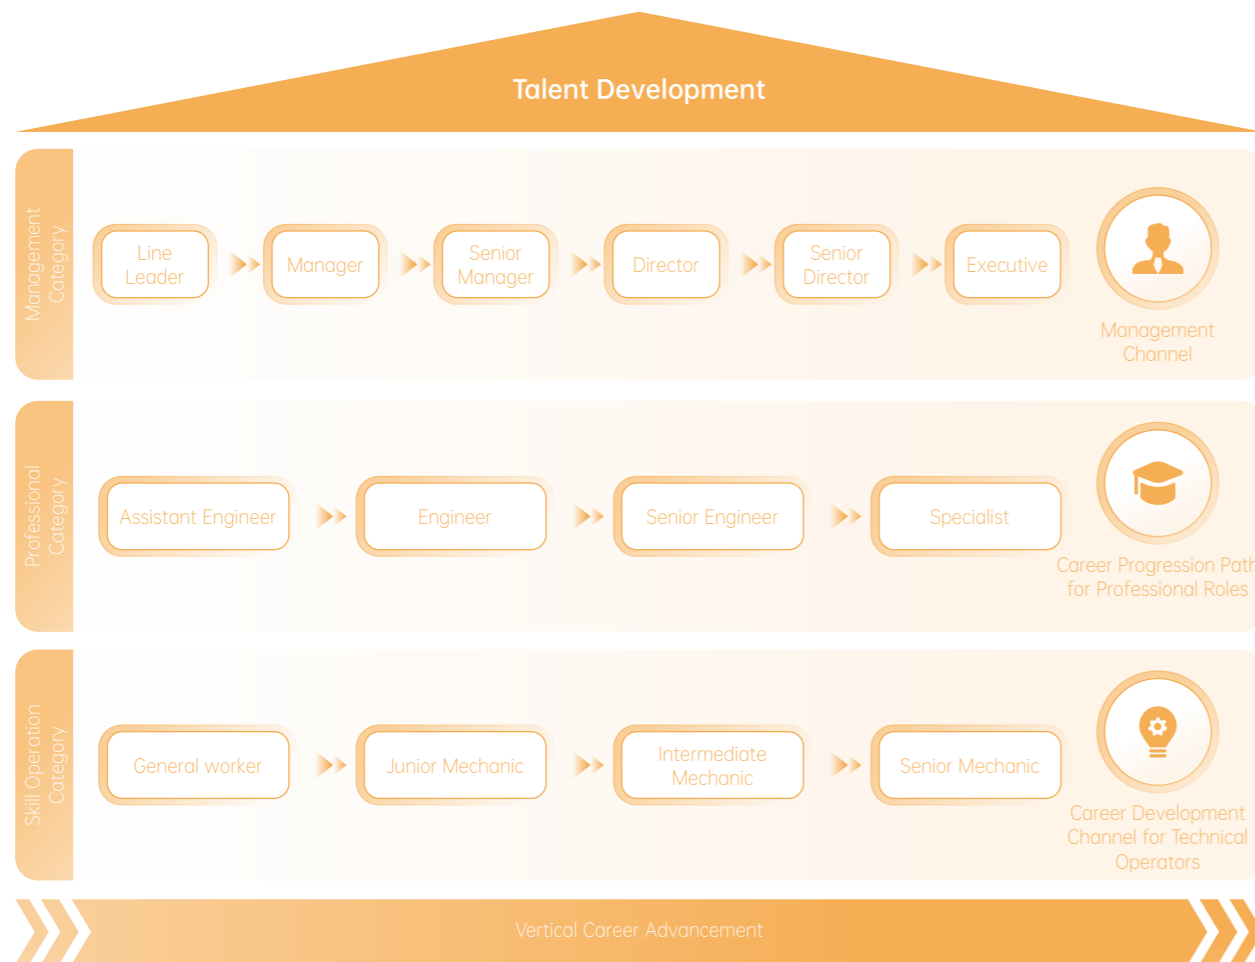 Talent Development
Management
Category
Line
Leader
Manager
Senior
Manager
Director
Senior
Director
Executive
Management
Channel
Professional
Category
Assistant Engineer
Engineer
Senior Engineer
Specialist
Career Progression Path
for Professional Roles
Skill Operation
Category
General worker
Junior Mechanic
Intermediate
Mechanic
Senior Mechanic
Career Development
Channel for Technical
Operators
Vertical Career Advancement